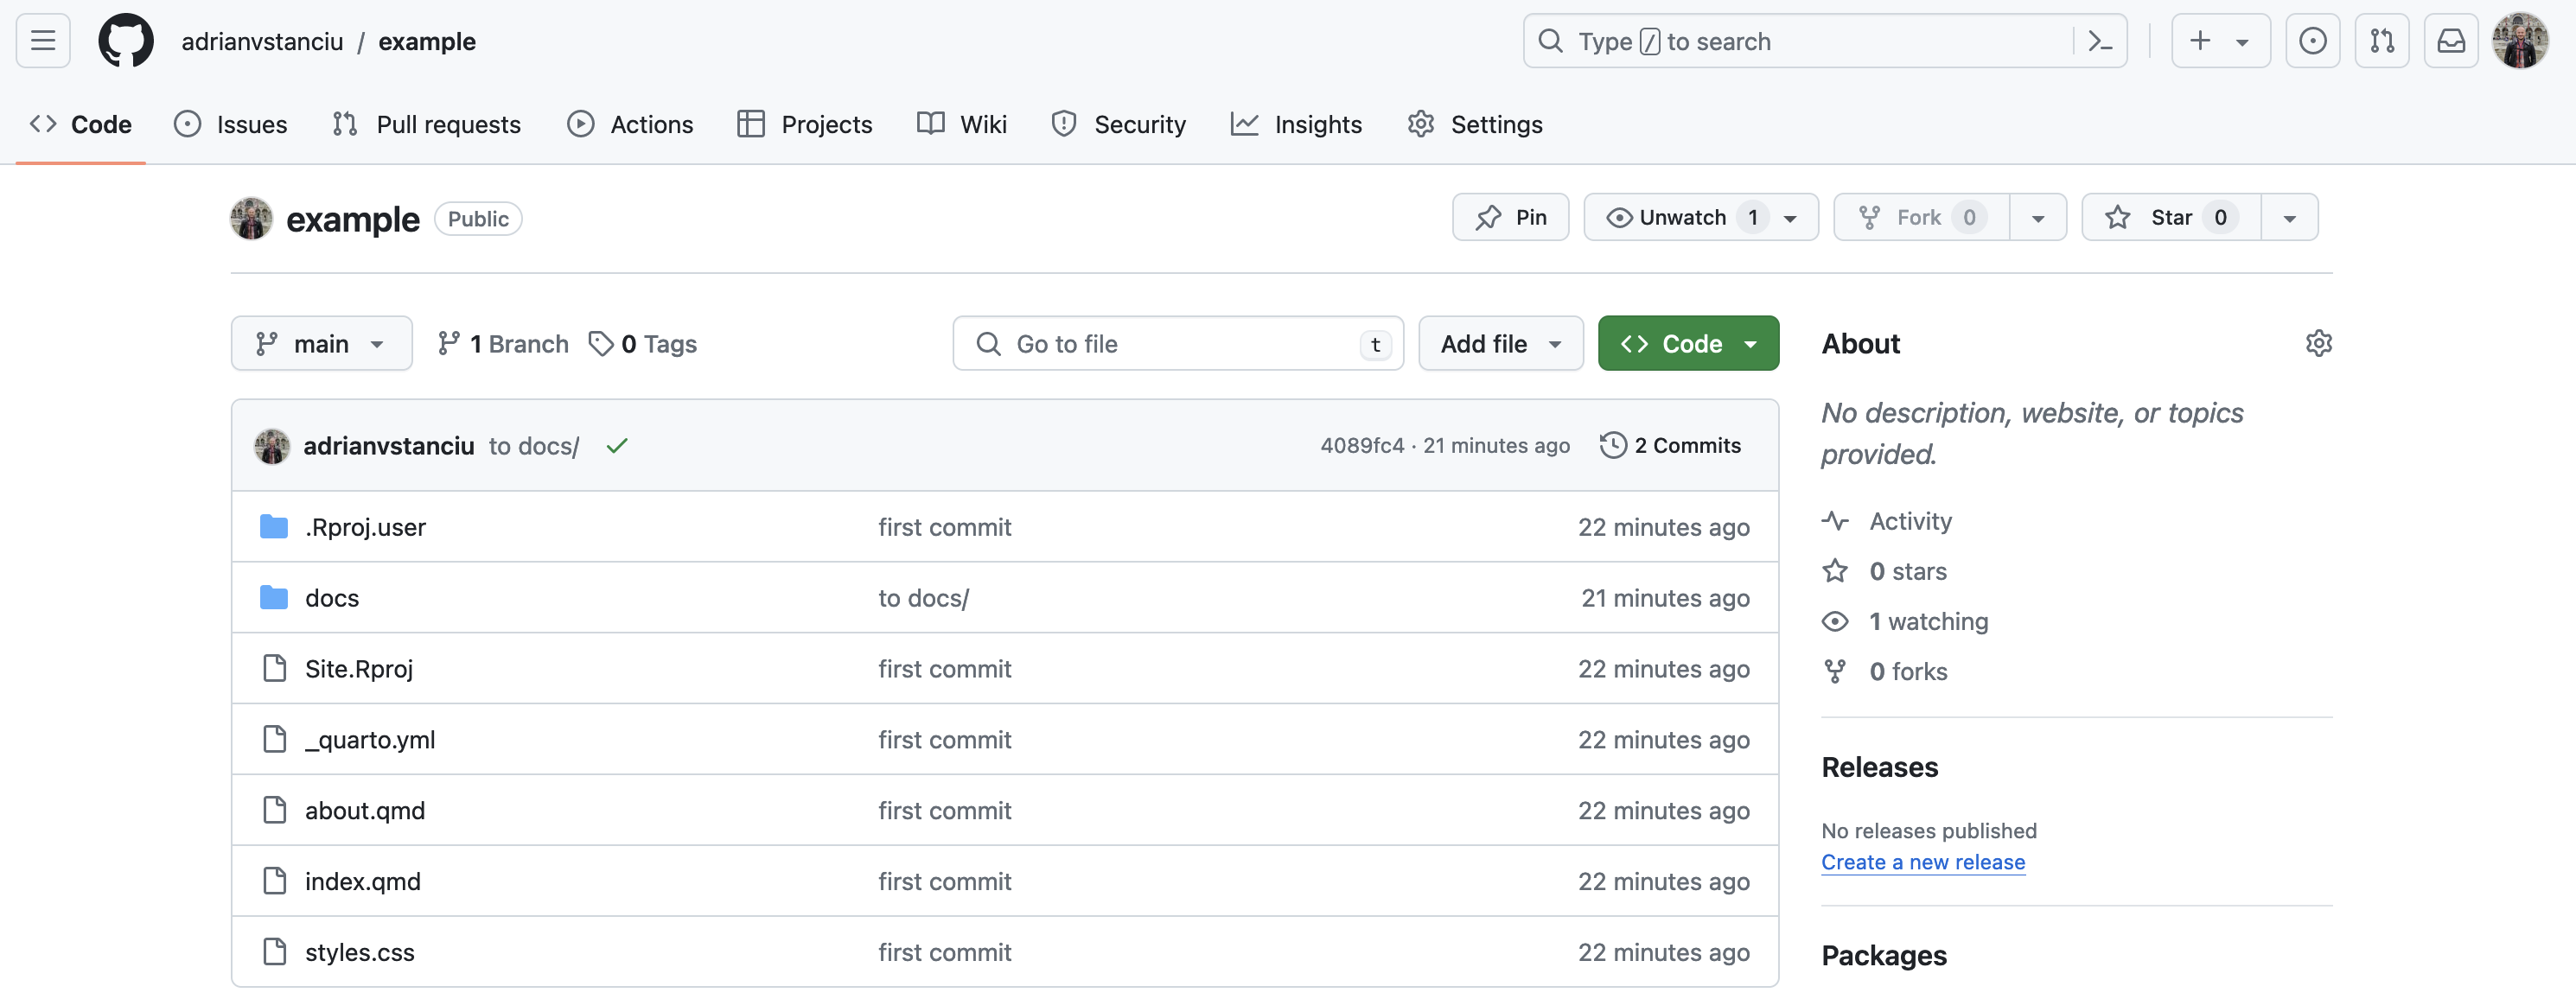 adrianvstanciu / example
Type / to search
Code Issues Pull requests Actions Projects Wiki Security Insights Settings
example Public
Pin Unwatch 1 Fork 0 Star 0
main 1 Branch 0 Tags Go to file t Add file Code
adrianvstanciu to docs/ 4089fc4 · 21 minutes ago 2 Commits
.Rproj.user first commit 22 minutes ago
docs to docs/ 21 minutes ago
Site.Rproj first commit 22 minutes ago
_quarto.yml first commit 22 minutes ago
about.qmd first commit 22 minutes ago
index.qmd first commit 22 minutes ago
styles.css first commit 22 minutes ago
About
No description, website, or topics
provided.
Activity
0 stars
1 watching
0 forks
Releases
No releases published
Create a new release
Packages